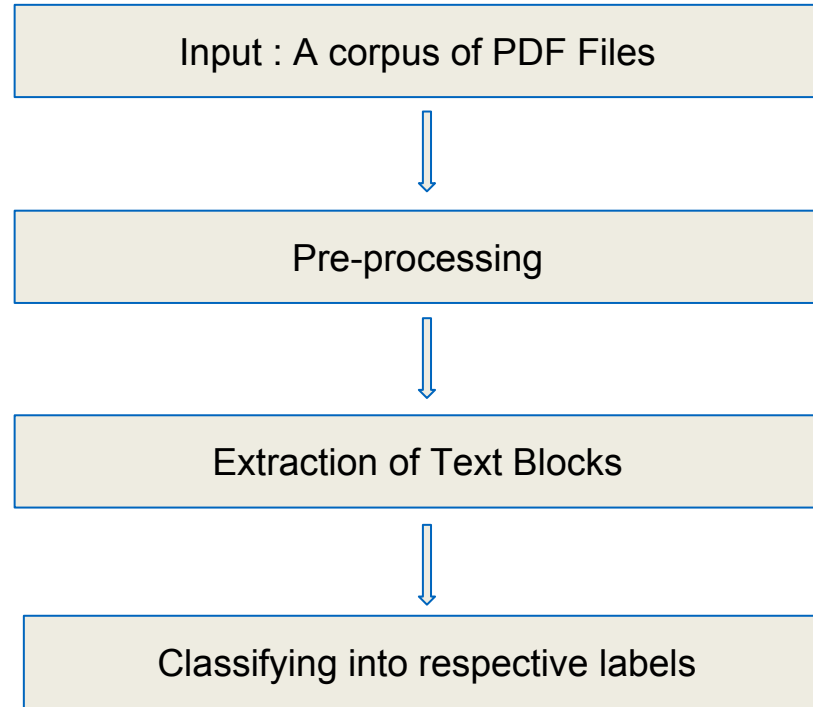 Input : A corpus of PDF Files
Pre-processing
Extraction of Text Blocks
Classifying into respective labels